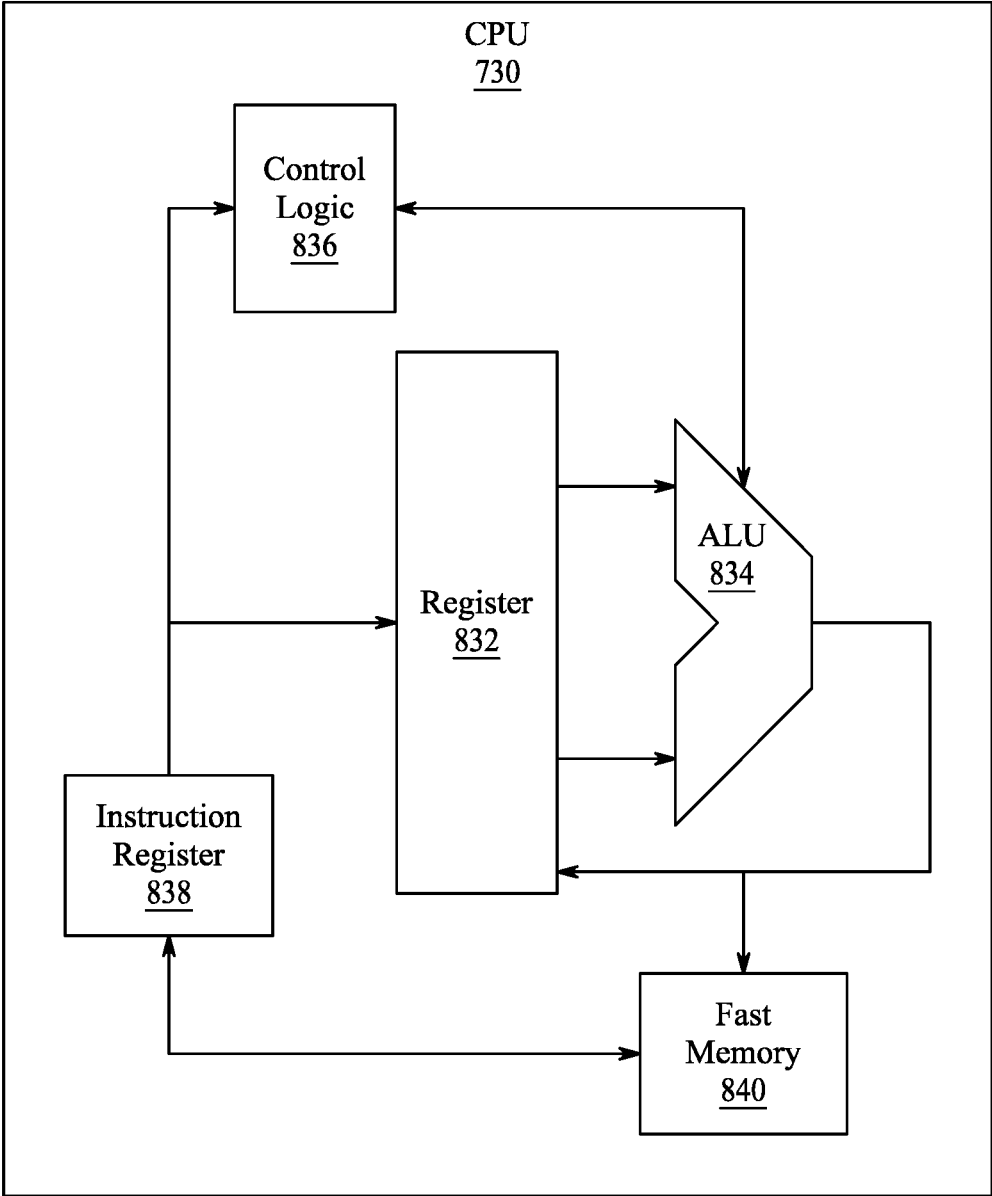 CPU
730
Control
Logic
836
ALU
834
Register
832
Instruction
Register
838
Fast
Memory
840